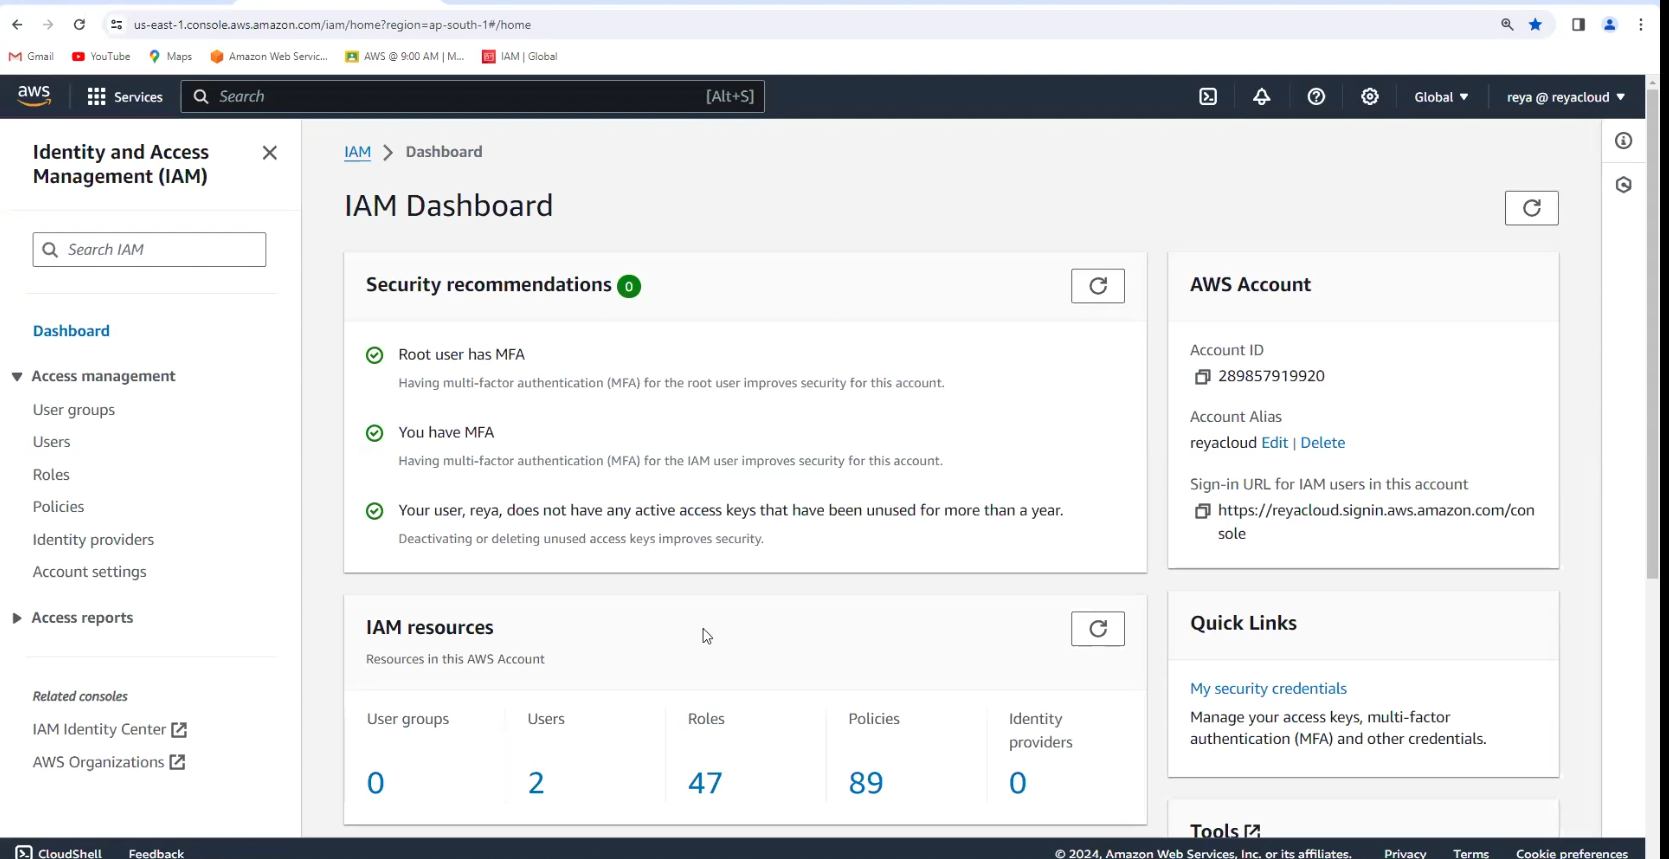 us-east-1.console.aws.amazon.com/iam/home?region=ap-south-1#/home
Gmail YouTube Maps Amazon Web Servic... AWS @ 9:00 AM | M... IAM | Global
aws Services Search [Alt+S] Global reya @ reyacloud
Identity and Access
Management (IAM)
Search IAM
Dashboard
Access management
User groups
Users
Roles
Policies
Identity providers
Account settings
Access reports
Related consoles
IAM Identity Center
AWS Organizations
IAM Dashboard
IAM Dashboard
Security recommendations 0
Root user has MFA
Having multi-factor authentication (MFA) for the root user improves security for this account.
You have MFA
Having multi-factor authentication (MFA) for the IAM user improves security for this account.
Your user, reya, does not have any active access keys that have been unused for more than a year.
Deactivating or deleting unused access keys improves security.
IAM resources
Resources in this AWS Account
User groups Users Roles Policies Identity
providers
0 2 47 89 0
AWS Account
Account ID
289857919920
Account Alias
reyacloud Edit | Delete
Sign-in URL for IAM users in this account
https://reyacloud.signin.aws.amazon.com/con
sole
Quick Links
My security credentials
Manage your access keys, multi-factor
authentication (MFA) and other credentials.
Tools
CloudShell Feedback © 2024, Amazon Web Services, Inc. or its affiliates. Privacy Terms Cookie preferences